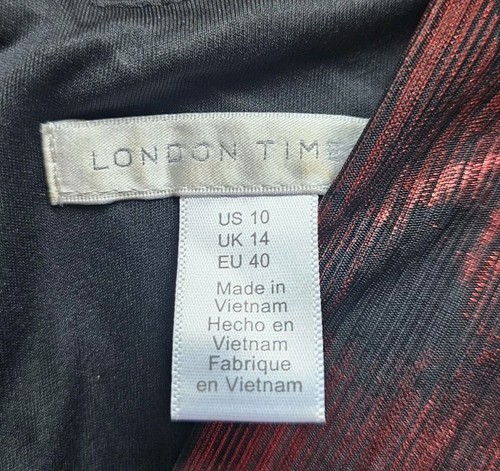 LONDON TIME
US 10
UK 14
EU 40
Made in
Vietnam
Hecho en
Vietnam
Fabrique
en Vietnam